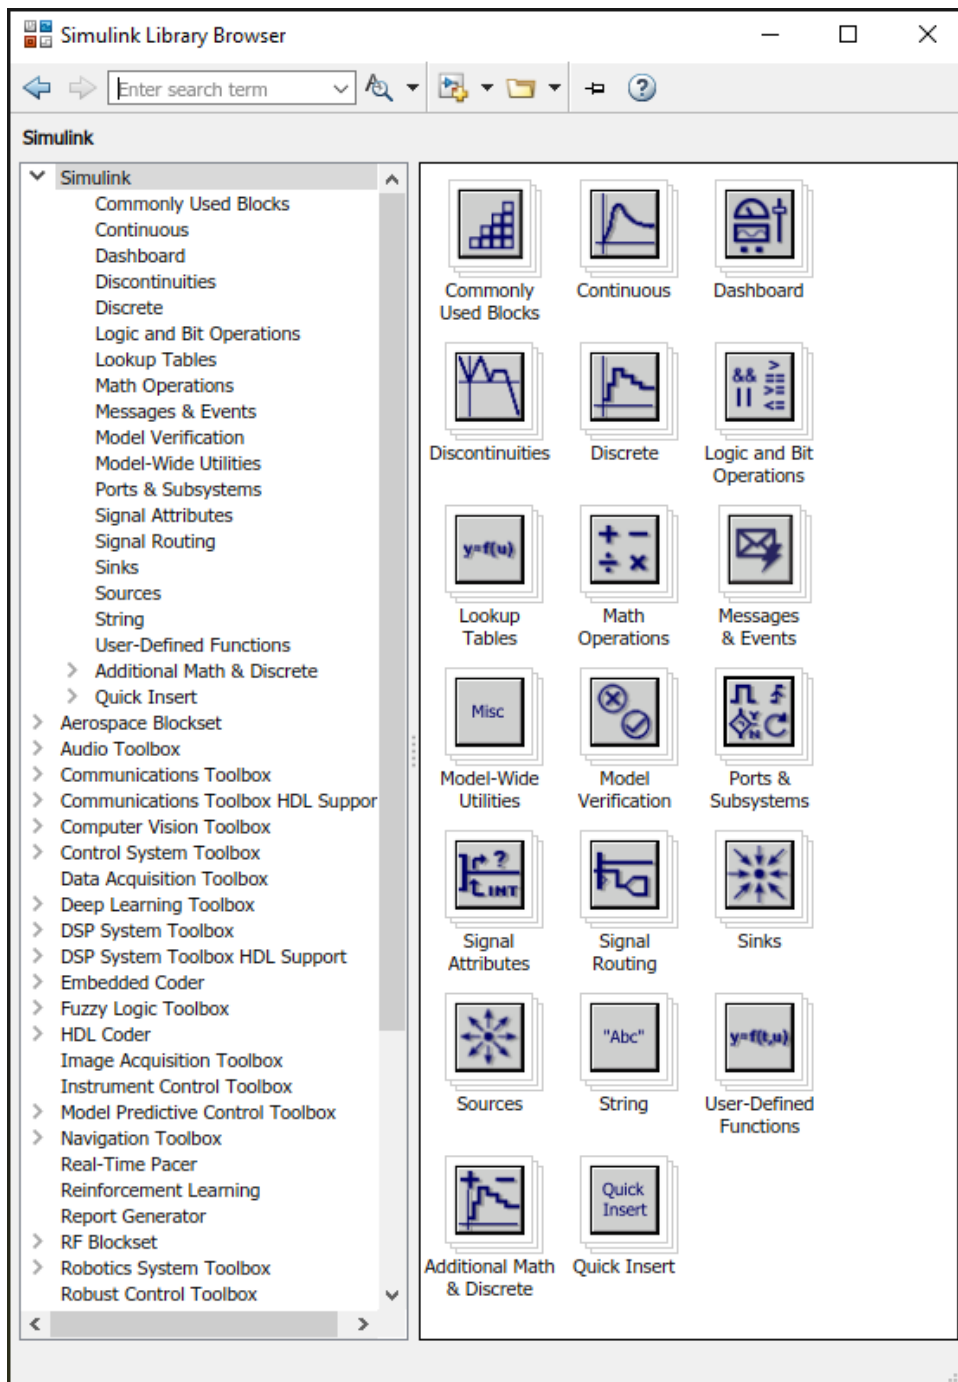 Simulink Library Browser
Enter search term
Simulink
Simulink
Commonly Used Blocks
Continuous
Dashboard
Discontinuities
Discrete
Logic and Bit Operations
Lookup Tables
Math Operations
Messages & Events
Model Verification
Model-Wide Utilities
Ports & Subsystems
Signal Attributes
Signal Routing
Sinks
Sources
String
User-Defined Functions
Additional Math & Discrete
Quick Insert
Aerospace Blockset
Audio Toolbox
Communications Toolbox
Communications Toolbox HDL Suppor
Computer Vision Toolbox
Control System Toolbox
Data Acquisition Toolbox
Deep Learning Toolbox
DSP System Toolbox
DSP System Toolbox HDL Support
Embedded Coder
Fuzzy Logic Toolbox
HDL Coder
Image Acquisition Toolbox
Instrument Control Toolbox
Model Predictive Control Toolbox
Navigation Toolbox
Real-Time Pacer
Reinforcement Learning
Report Generator
RF Blockset
Robotics System Toolbox
Robust Control Toolbox
Commonly
Used Blocks
Continuous
Dashboard
Discontinuities
Discrete
&& || > == >= <=
Logic and Bit
Operations
y=f(u)
Lookup
Tables
+ − ÷ ×
Math
Operations
Messages
& Events
Misc
Model-Wide
Utilities
Model
Verification
Y N
Ports &
Subsystems
?
INT
Signal
Attributes
Signal
Routing
Sinks
Sources
"Abc"
String
y=f(t,u)
User-Defined
Functions
+ −
Additional Math
& Discrete
Quick
Insert
Quick Insert